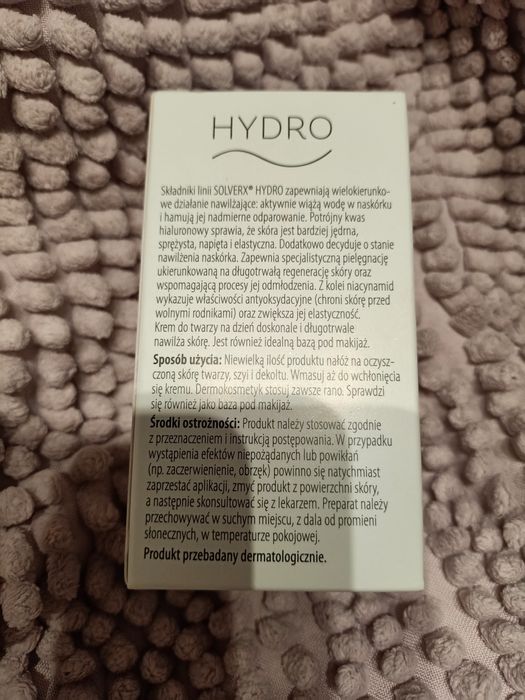 HYDRO
Składniki linii SOLVERX® HYDRO zapewniają wielokierunko-
we działanie nawilżające: aktywnie wiążą wodę w naskórku
i hamują jej nadmierne odparowanie. Potrójny kwas
hialuronowy sprawia, że skóra jest bardziej jędrna,
sprężysta, napięta i elastyczna. Dodatkowo decyduje o stanie
nawilżenia naskórka. Zapewnia specjalistyczną pielęgnację
ukierunkowaną na długotrwałą regenerację skóry oraz
wspomagającą procesy jej odmłodzenia. Z kolei niacynamid
wykazuje właściwości antyoksydacyjne (chroni skórę przed
wolnymi rodnikami) oraz zwiększa jej elastyczność.
Krem do twarzy na dzień doskonale i długotrwale
nawilża skórę. Jest również idealną bazą pod makijaż.
Sposób użycia: Niewielką ilość produktu nałóż na oczysz-
czoną skórę twarzy, szyi i dekoltu. Wmasuj aż do wchłonięcia
się kremu. Dermokosmetyk stosuj zawsze rano. Sprawdzi
się również jako baza pod makijaż.
Środki ostrożności: Produkt należy stosować zgodnie
z przeznaczeniem i instrukcją postępowania. W przypadku
wystąpienia efektów niepożądanych lub powikłań
(np. zaczerwienienie, obrzęk) powinno się natychmiast
zaprzestać aplikacji, zmyć produkt z powierzchni skóry,
a następnie skonsultować się z lekarzem. Preparat należy
przechowywać w suchym miejscu, z dala od promieni
słonecznych, w temperaturze pokojowej.
Produkt przebadany dermatologicznie.